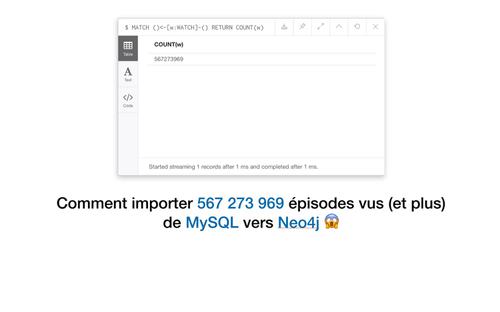 $ MATCH ()<-[w:WATCH]-() RETURN COUNT(w)
COUNT(w)
Table
567273969
A
Text
</>
Code
Started streaming 1 records after 1 ms and completed after 1 ms.
Comment importer 567 273 969 épisodes vus (et plus)
de MySQL vers Neo4j 😱